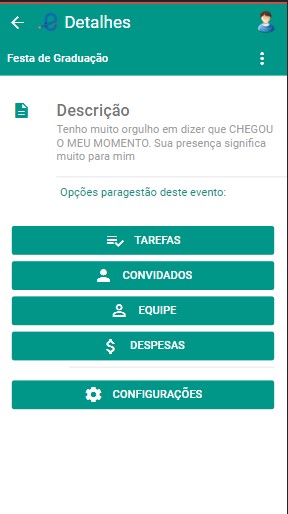 Detalhes
Festa de Graduação
Descrição
Tenho muito orgulho em dizer que CHEGOU
O MEU MOMENTO. Sua presença significa
muito para mim
Opções paragestão deste evento:
TAREFAS
CONVIDADOS
EQUIPE
DESPESAS
CONFIGURAÇÕES